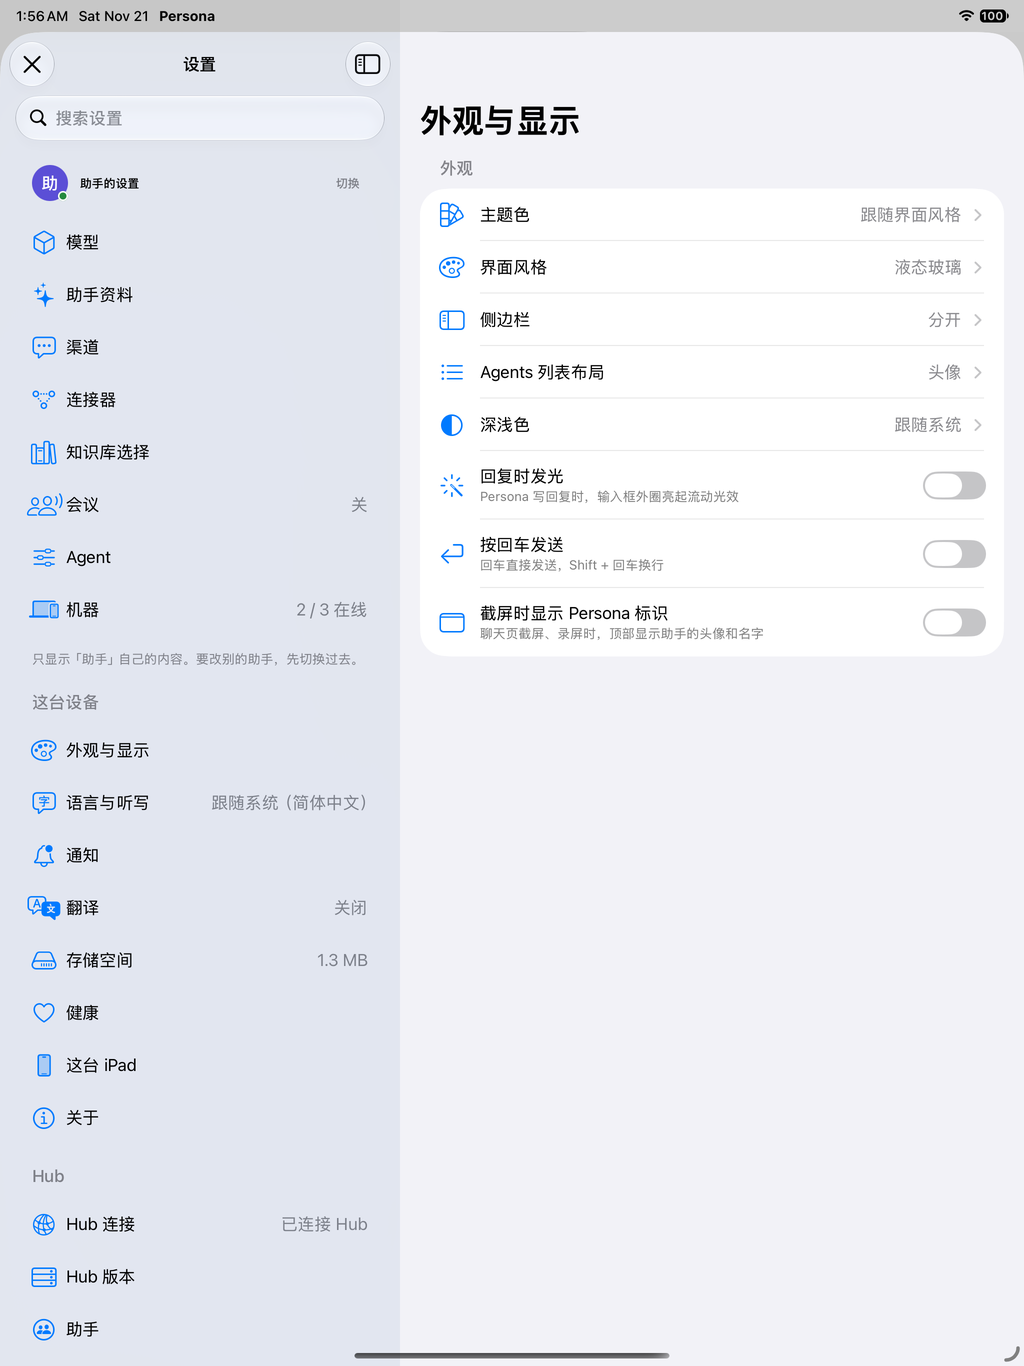 1:56 AM Sat Nov 21 Persona
100
设置
搜索设置
助
助手的设置
切换
模型
助手资料
渠道
连接器
知识库选择
会议
关
Agent
机器
2 / 3 在线
只显示「助手」自己的内容。要改别的助手，先切换过去。
这台设备
外观与显示
字
语言与听写
跟随系统（简体中文）
通知
A 文
翻译
关闭
存储空间
1.3 MB
健康
这台 iPad
关于
Hub
Hub 连接
已连接 Hub
Hub 版本
助手
外观与显示
外观
主题色
跟随界面风格
界面风格
液态玻璃
侧边栏
分开
Agents 列表布局
头像
深浅色
跟随系统
回复时发光
Persona 写回复时，输入框外圈亮起流动光效
按回车发送
回车直接发送，Shift + 回车换行
截屏时显示 Persona 标识
聊天页截屏、录屏时，顶部显示助手的头像和名字